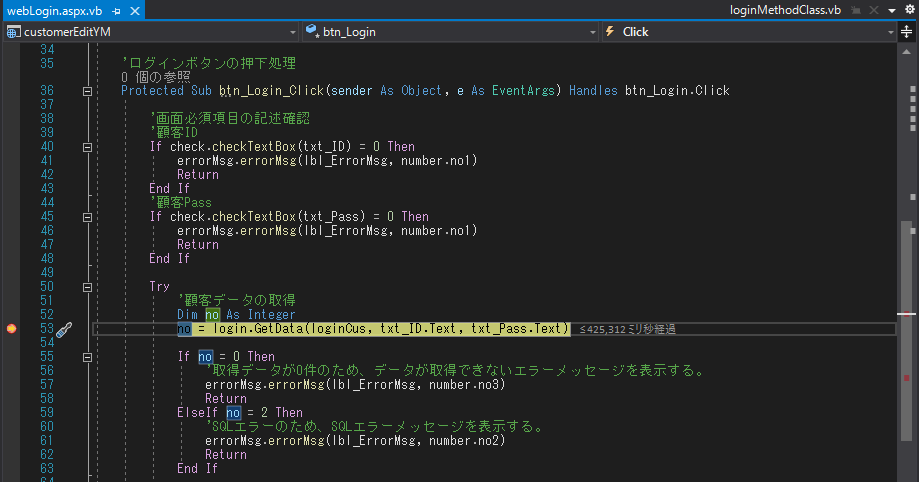 webLogin.aspx.vb
loginMethodClass.vb
customerEditYM
btn_Login
Click
34
35 'ログインボタンの押下処理
0 個の参照
36 Protected Sub btn_Login_Click(sender As Object, e As EventArgs) Handles btn_Login.Click
37
38 '画面必須項目の記述確認
39 '顧客ID
40 If check.checkTextBox(txt_ID) = 0 Then
41 errorMsg.errorMsg(lbl_ErrorMsg, number.no1)
42 Return
43 End If
44 '顧客Pass
45 If check.checkTextBox(txt_Pass) = 0 Then
46 errorMsg.errorMsg(lbl_ErrorMsg, number.no1)
47 Return
48 End If
49
50 Try
51 '顧客データの取得
52 Dim no As Integer
53 no = login.GetData(loginCus, txt_ID.Text, txt_Pass.Text) ≤425,312 ミリ秒経過
54
55 If no = 0 Then
56 '取得データが0件のため、データが取得できないエラーメッセージを表示する。
57 errorMsg.errorMsg(lbl_ErrorMsg, number.no3)
58 Return
59 ElseIf no = 2 Then
60 'SQLエラーのため、SQLエラーメッセージを表示する。
61 errorMsg.errorMsg(lbl_ErrorMsg, number.no2)
62 Return
63 End If